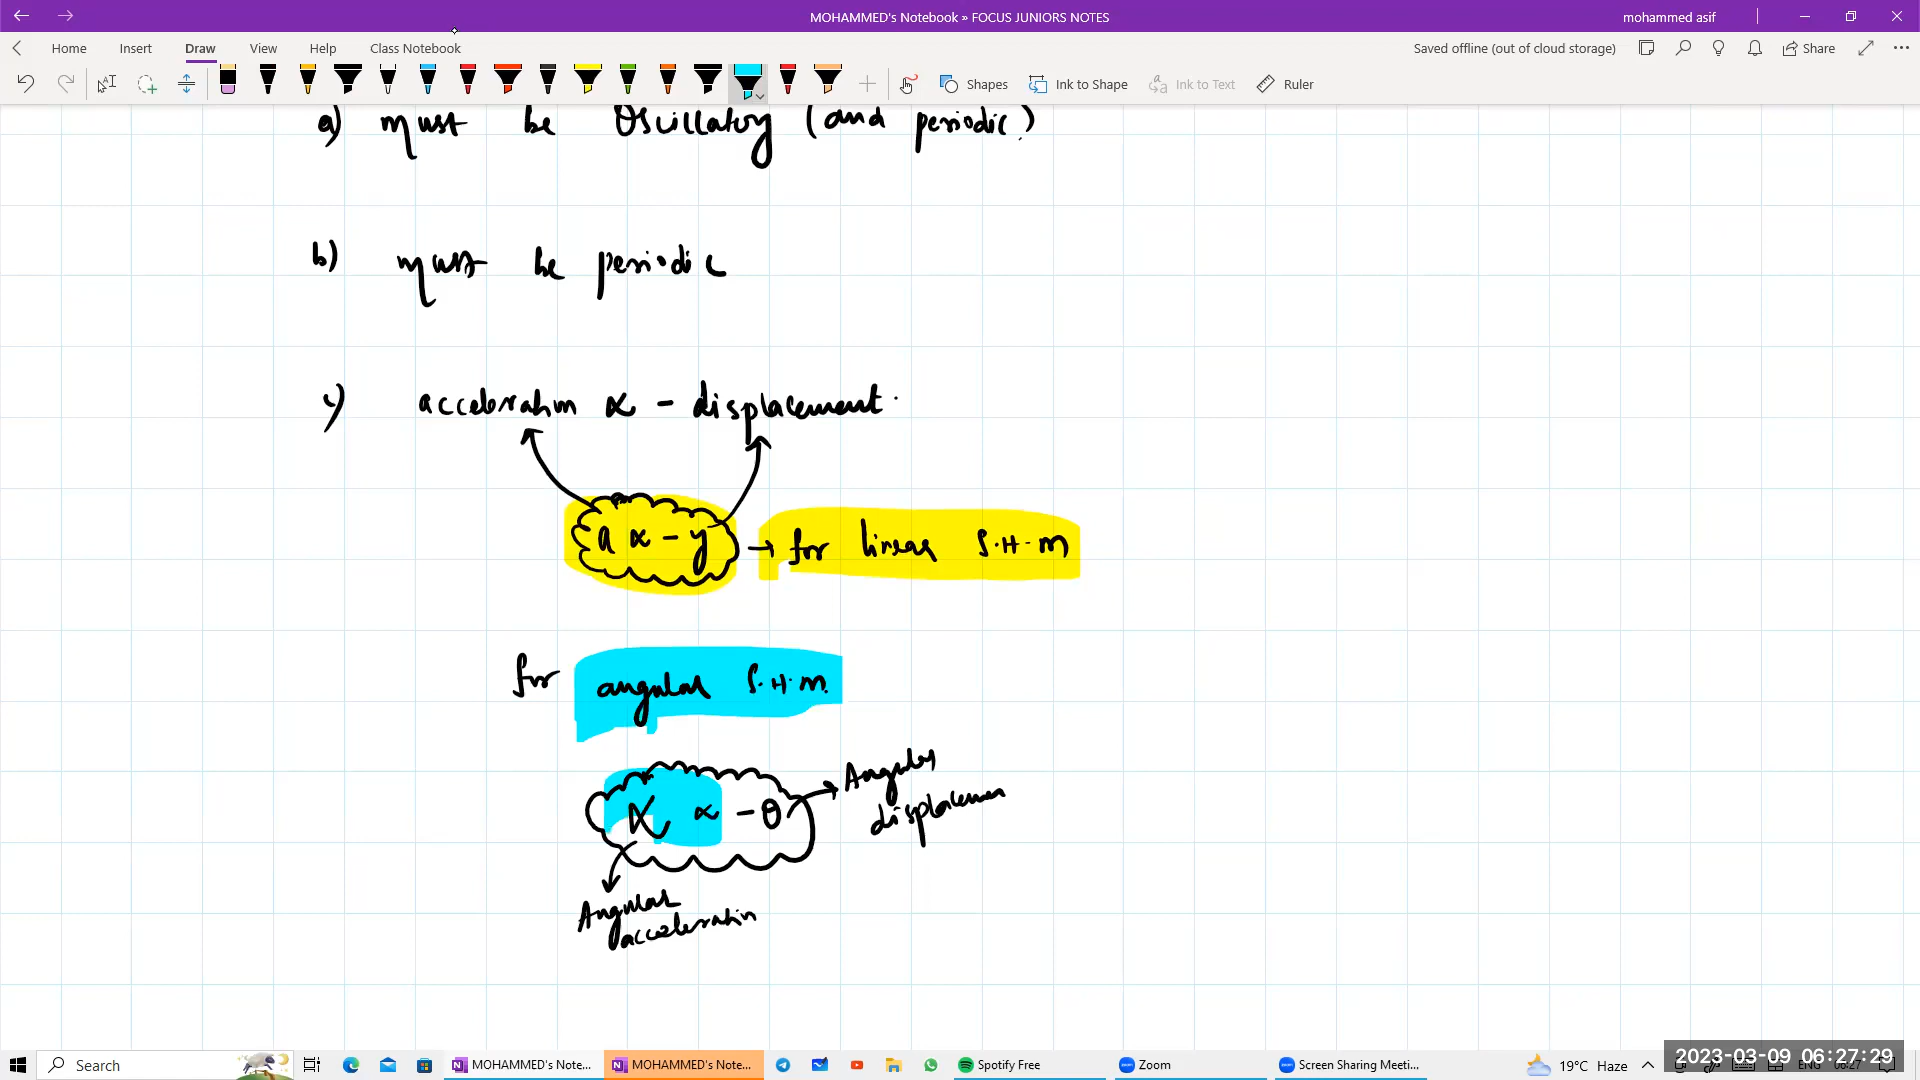 MOHAMMED's Notebook » FOCUS JUNIORS NOTES
mohammed asif
Home Insert Draw View Help Class Notebook
Saved offline (out of cloud storage)
Share
Shapes Ink to Shape Ink to Text Ruler
a) must be Oscillatory (and periodic)
b) must be periodic
c) acceleration ∝ - displacement
a ∝ - y → for linear S.H.M
for angular S.H.M.
α ∝ - θ
Angular
displacemen
Angular
acceleration
Search
MOHAMMED's Note...
MOHAMMED's Note...
Spotify Free
Zoom
Screen Sharing Meeti...
19°C Haze
2023-03-09 06:27:29